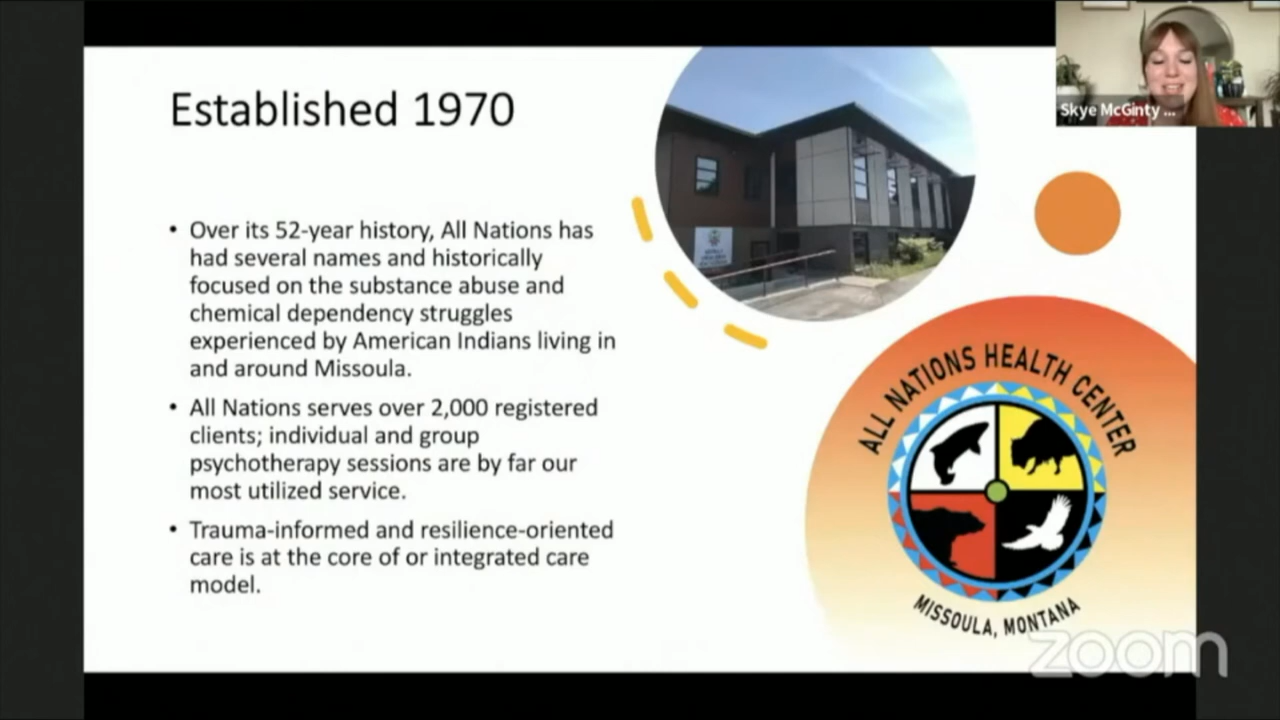 Established 1970
Skye McGinty ...
• Over its 52-year history, All Nations has
had several names and historically
focused on the substance abuse and
chemical dependency struggles
experienced by American Indians living in
and around Missoula.
• All Nations serves over 2,000 registered
clients; individual and group
psychotherapy sessions are by far our
most utilized service.
• Trauma-informed and resilience-oriented
care is at the core of or integrated care
model.
ALL NATIONS HEALTH CENTER
MISSOULA, MONTANA
zoom